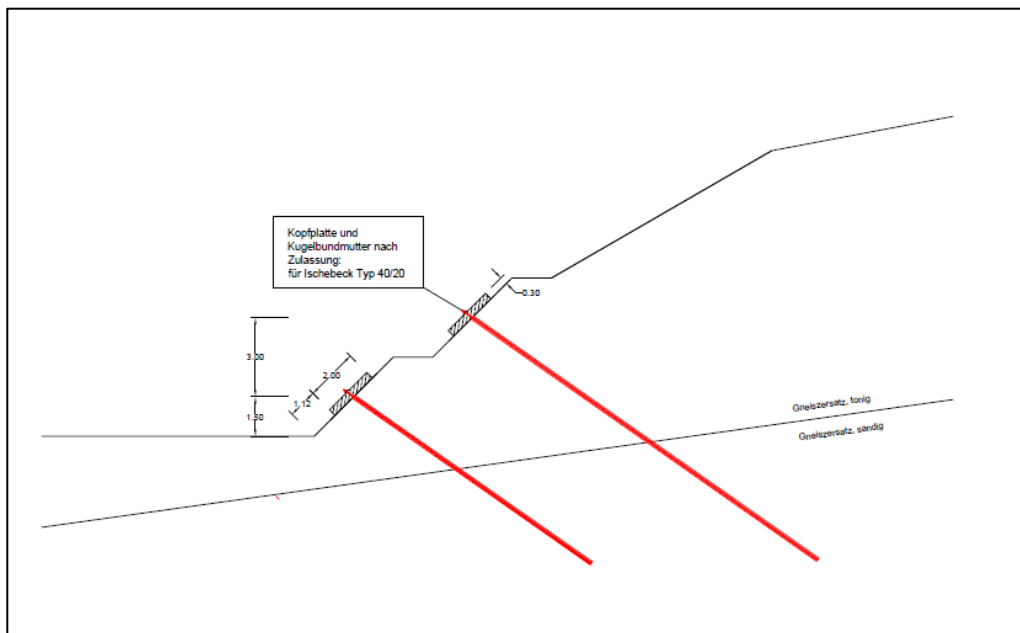 Kopfplatte und
Kugelbundmutter nach
Zulassung:
für Ischebeck Typ 40/20
0.30
3.00
2.00
1.12
1.50
Gneiszersatz, tonig
Gneiszersatz, sandig